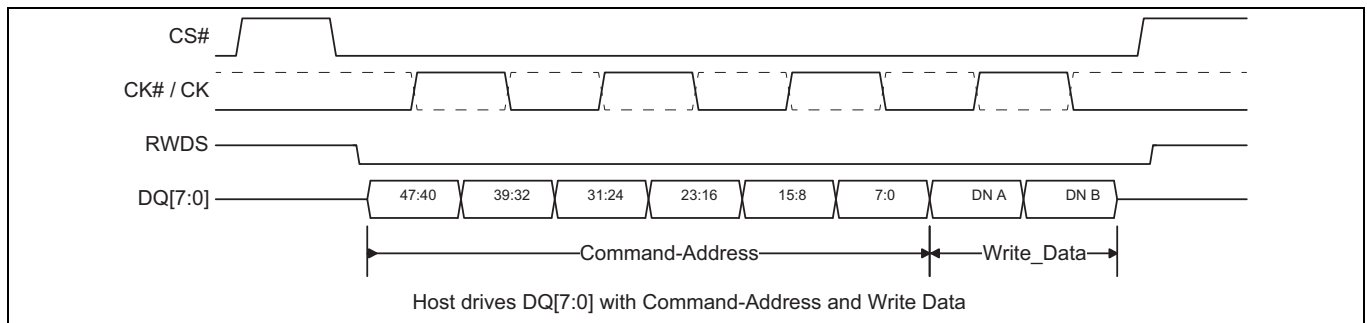 CS#
CK# / CK
RWDS
DQ[7:0] 47:40 39:32 31:24 23:16 15:8 7:0 DN A DN B
Command-Address Write_Data
Host drives DQ[7:0] with Command-Address and Write Data